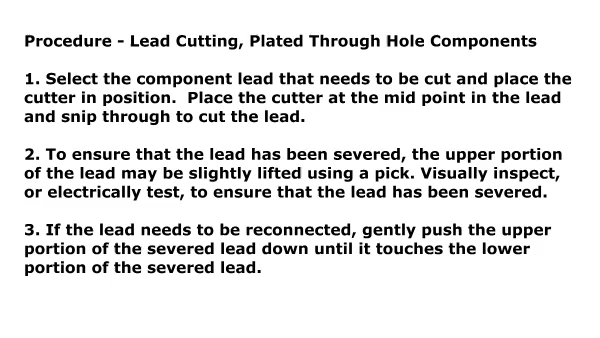 Procedure - Lead Cutting, Plated Through Hole Components
1. Select the component lead that needs to be cut and place the
cutter in position.  Place the cutter at the mid point in the lead
and snip through to cut the lead.
2. To ensure that the lead has been severed, the upper portion
of the lead may be slightly lifted using a pick. Visually inspect,
or electrically test, to ensure that the lead has been severed.
3. If the lead needs to be reconnected, gently push the upper
portion of the severed lead down until it touches the lower
portion of the severed lead.